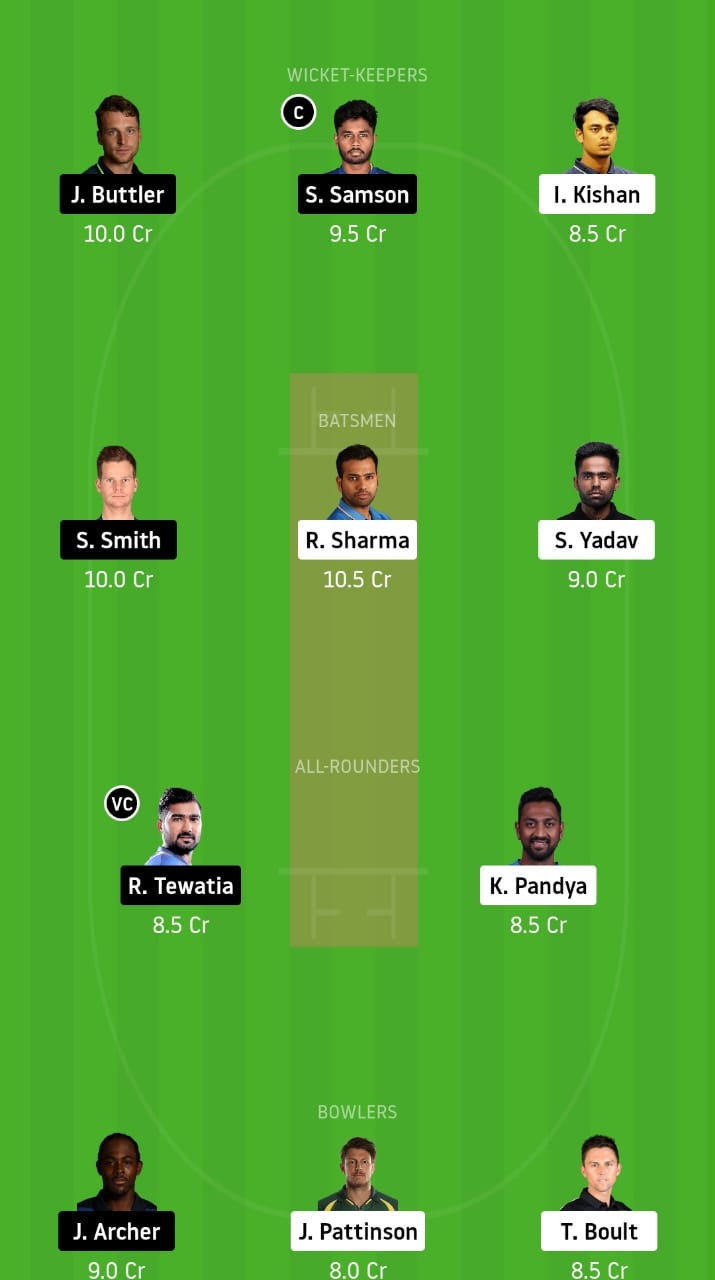 WICKET-KEEPERS
C
J. Buttler
S. Samson
I. Kishan
10.0 Cr
9.5 Cr
8.5 Cr
BATSMEN
S. Smith
R. Sharma
S. Yadav
10.0 Cr
10.5 Cr
9.0 Cr
ALL-ROUNDERS
VC
R. Tewatia
K. Pandya
8.5 Cr
8.5 Cr
BOWLERS
J. Archer
J. Pattinson
T. Boult
9.0 Cr
8.0 Cr
8.5 Cr